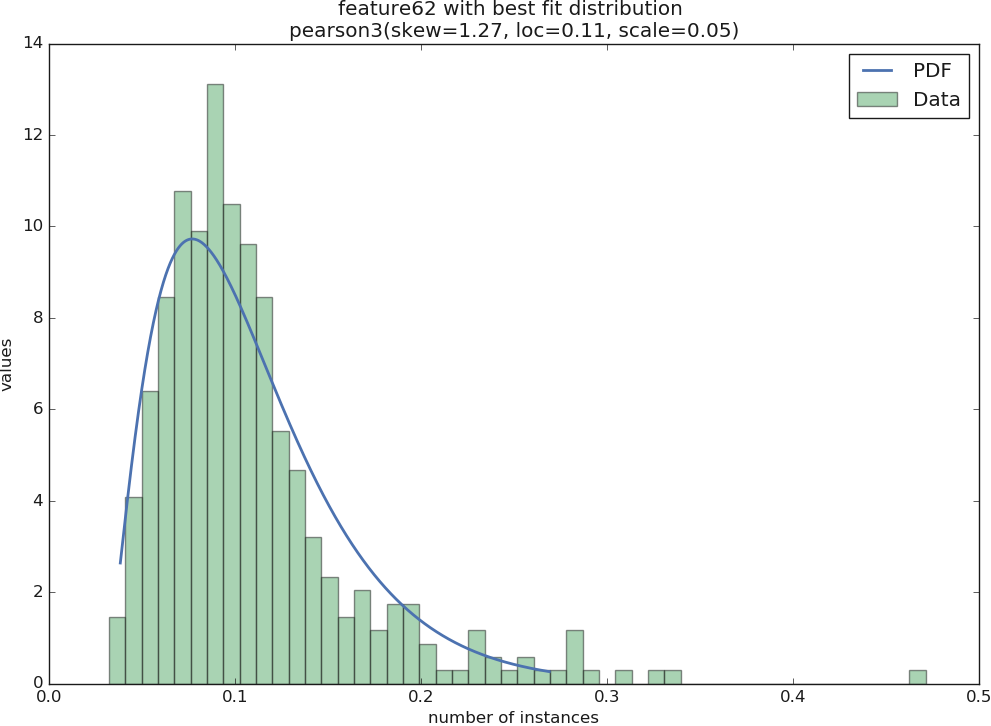 feature62 with best fit distribution
pearson3(skew=1.27, loc=0.11, scale=0.05)
PDF
Data
14
12
10
8
6
4
2
0
values
0.0 0.1 0.2 0.3 0.4 0.5
number of instances